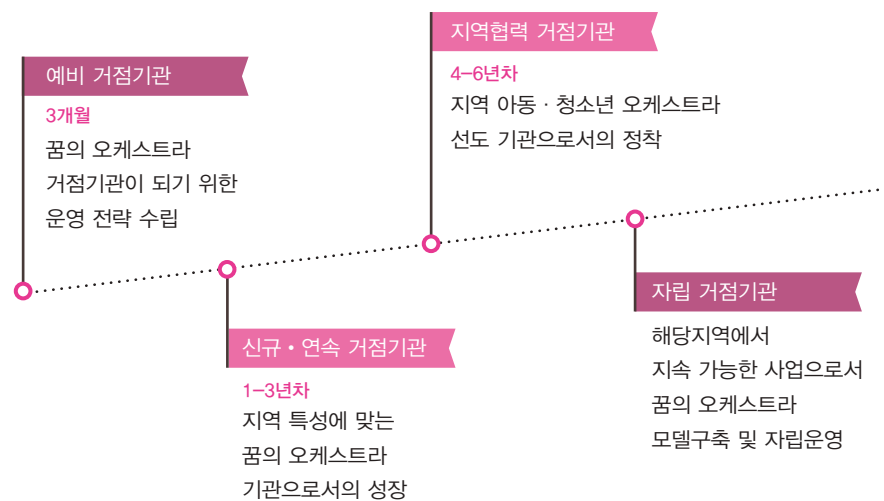 예비 거점기관
3개월
꿈의 오케스트라
거점기관이 되기 위한
운영 전략 수립
신규·연속 거점기관
1-3년차
지역 특성에 맞는
꿈의 오케스트라
기관으로서의 성장
지역협력 거점기관
4-6년차
지역 아동·청소년 오케스트라
선도 기관으로서의 정착
자립 거점기관
해당지역에서
지속 가능한 사업으로서
꿈의 오케스트라
모델구축 및 자립운영